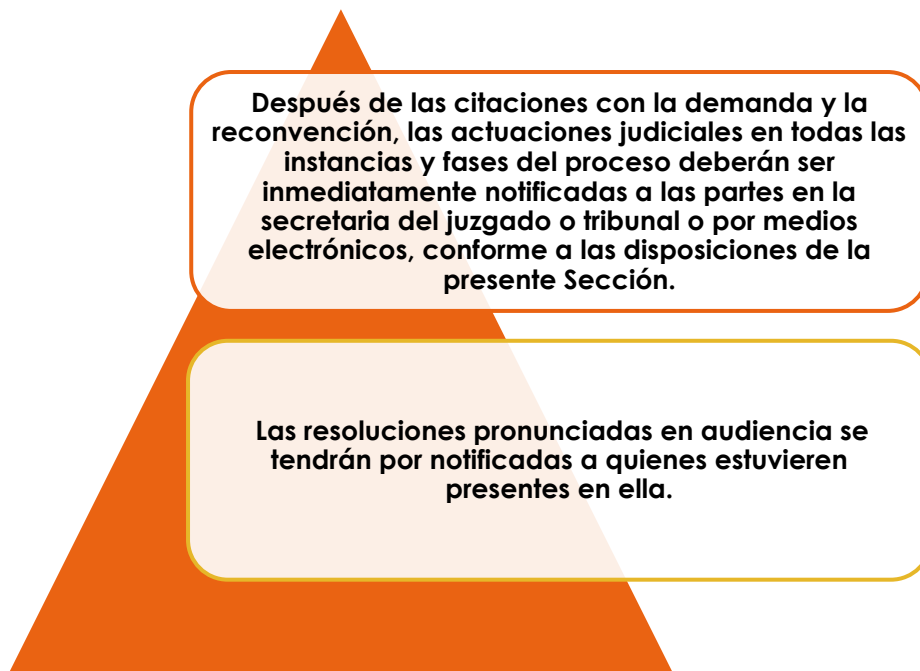 Después de las citaciones con la demanda y la
reconvención, las actuaciones judiciales en todas las
instancias y fases del proceso deberán ser
inmediatamente notificadas a las partes en la
secretaria del juzgado o tribunal o por medios
electrónicos, conforme a las disposiciones de la
presente Sección.
Las resoluciones pronunciadas en audiencia se
tendrán por notificadas a quienes estuvieren
presentes en ella.